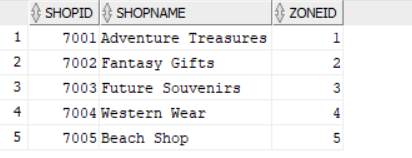 SHOPID SHOPNAME ZONEID
1 7001 Adventure Treasures 1
2 7002 Fantasy Gifts 2
3 7003 Future Souvenirs 3
4 7004 Western Wear 4
5 7005 Beach Shop 5